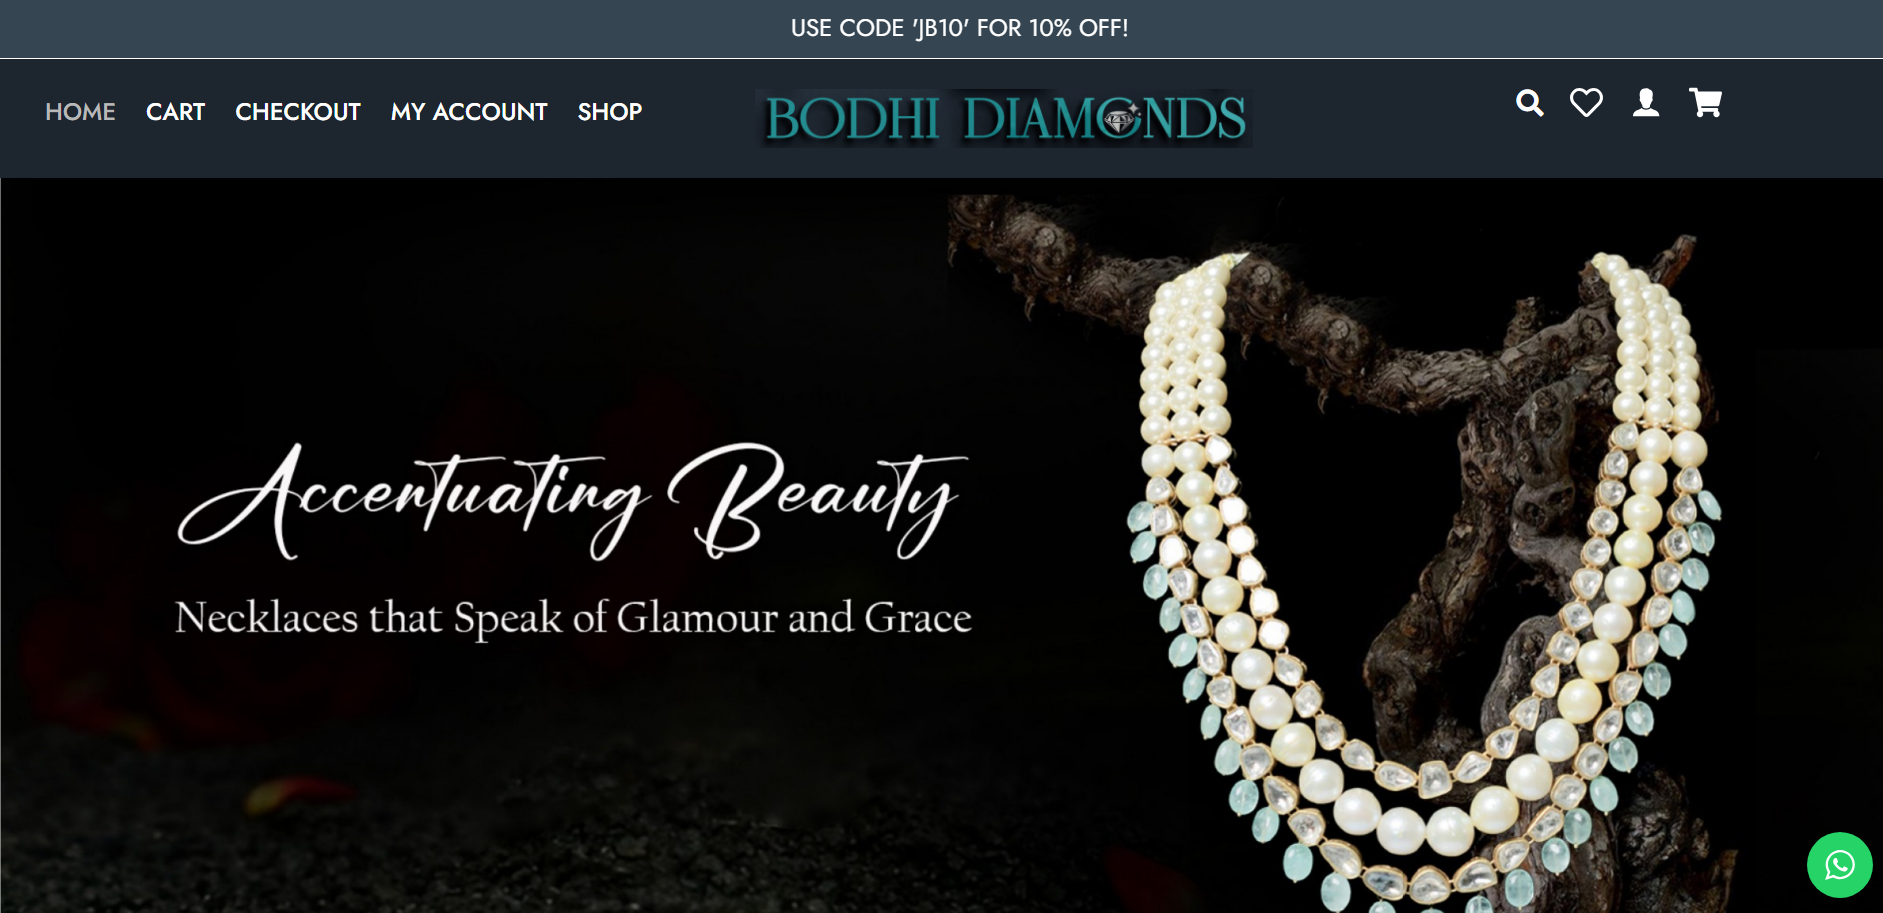 USE CODE 'JB10' FOR 10% OFF!
HOME CART CHECKOUT MY ACCOUNT SHOP
BODHI DIAMONDS
Accentuating Beauty
Necklaces that Speak of Glamour and Grace